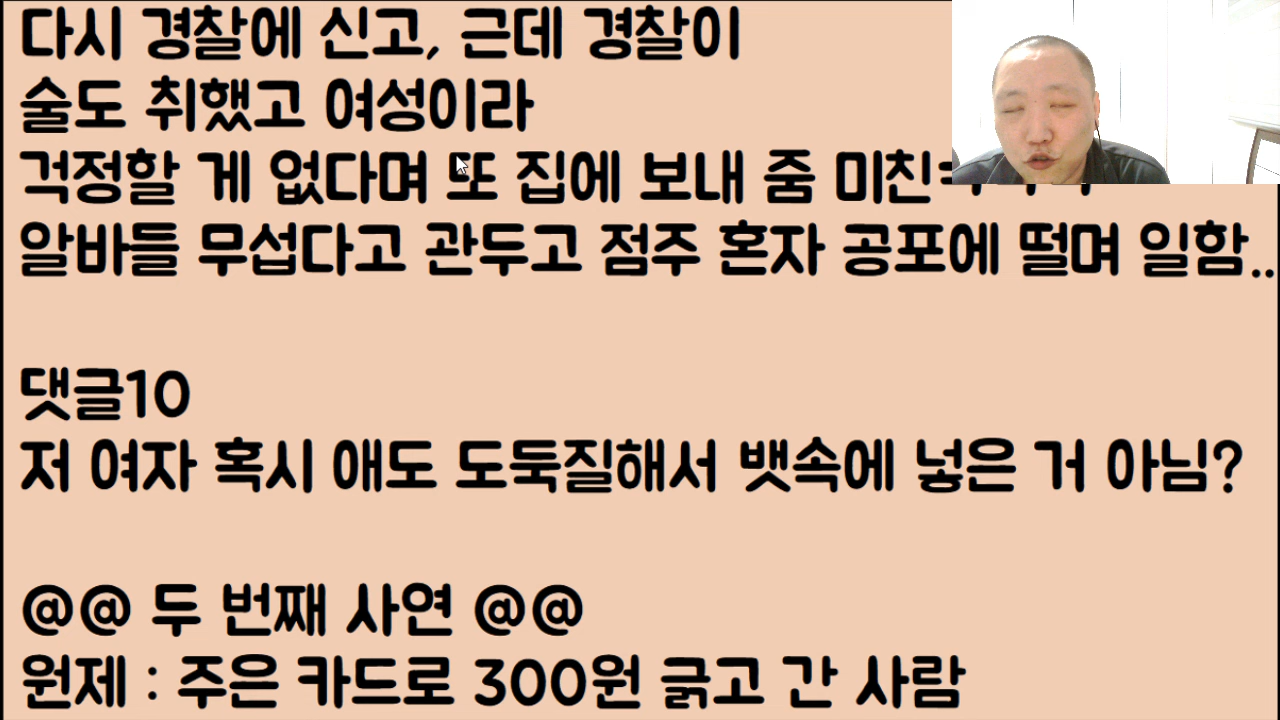 다시 경찰에 신고, 근데 경찰이
술도 취했고 여성이라
걱정할 게 없다며 또 집에 보내 줌
알바들 무섭다고 관두고 점주 혼자 공포에 떨며 일함..
댓글10
저 여자 혹시 애도 도둑질해서 뱃속에 넣은 거 아님?
@@ 두 번째 사연 @@
원제 : 주은 카드로 300원 긁고 간 사람